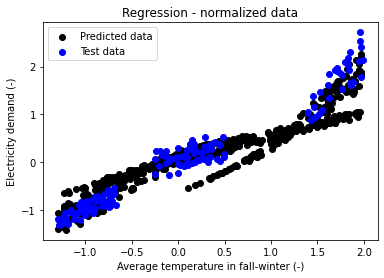 Regression - normalized data
Predicted data
Test data
Electricity demand (-)
2
1
0
−1
−1.0
−0.5
0.0
0.5
1.0
1.5
2.0
Average temperature in fall-winter (-)